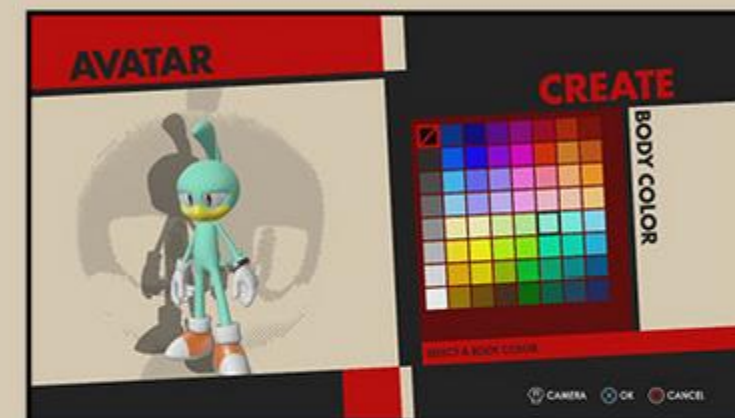 AVATAR
CREATE
BODY COLOR
SELECT A BODY COLOR
CAMERA OK CANCEL